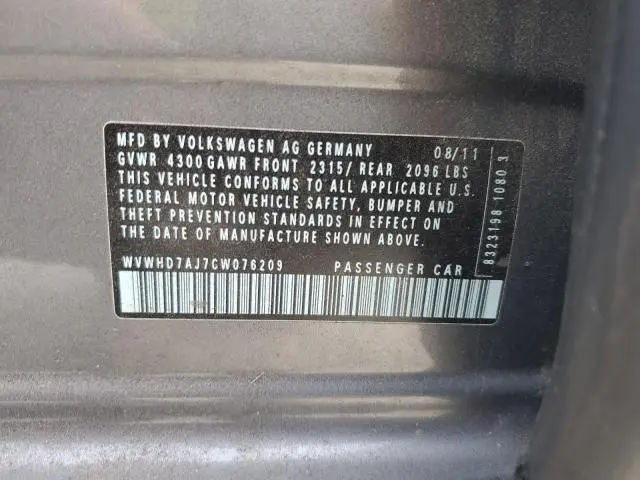 MFD BY VOLKSWAGEN AG GERMANY 08/11
GVWR 4300 GAWR FRONT 2315/ REAR 2096 LBS
THIS VEHICLE CONFORMS TO ALL APPLICABLE U.S.
FEDERAL MOTOR VEHICLE SAFETY, BUMPER AND
THEFT PREVENTION STANDARDS IN EFFECT ON
THE DATE OF MANUFACTURE SHOWN ABOVE.
WVWHD7AJ7CW076209 PASSENGER CAR
8323198 1080 3